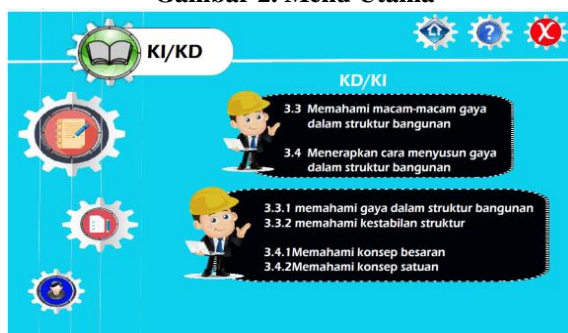 Gambar 2. Menu Utama
KI/KD
?
X
KD/KI
3.3 Memahami macam-macam gaya
dalam struktur bangunan
3.4 Menerapkan cara menyusun gaya
dalam struktur bangunan
3.3.1 memahami gaya dalam struktur bangunan
3.3.2 memahami kestabilan struktur
3.4.1Memahami konsep besaran
3.4.2Memahami konsep satuan